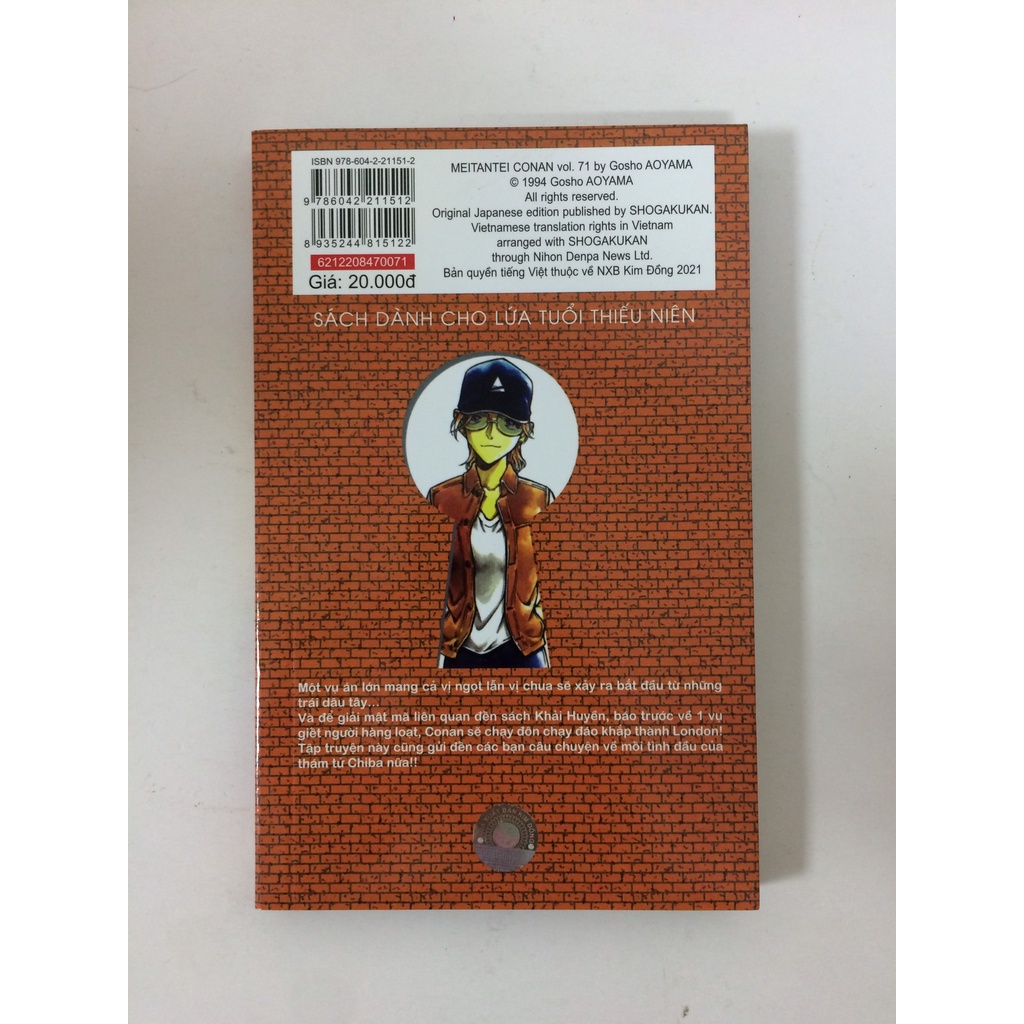 ISBN 978-604-2-21151-2
9 786042 211512
8 935244 815122
6212208470071
Giá: 20.000đ
MEITANTEI CONAN vol. 71 by Gosho AOYAMA
© 1994 Gosho AOYAMA
All rights reserved.
Original Japanese edition published by SHOGAKUKAN.
Vietnamese translation rights in Vietnam
arranged with SHOGAKUKAN
through Nihon Denpa News Ltd.
Bản quyền tiếng Việt thuộc về NXB Kim Đồng 2021
SÁCH DÀNH CHO LỨA TUỔI THIẾU NIÊN
Một vụ án lớn mang cả vị ngọt lẫn vị chua sẽ xảy ra bắt đầu từ những
trái dâu tây...
Và để giải mật mã liên quan đến sách Khải Huyền, báo trước về 1 vụ
giết người hàng loạt, Conan sẽ chạy đôn chạy đáo khắp thành London!
Tập truyện này cũng gửi đến các bạn câu chuyện về mối tình đầu của
thám tử Chiba nữa!!